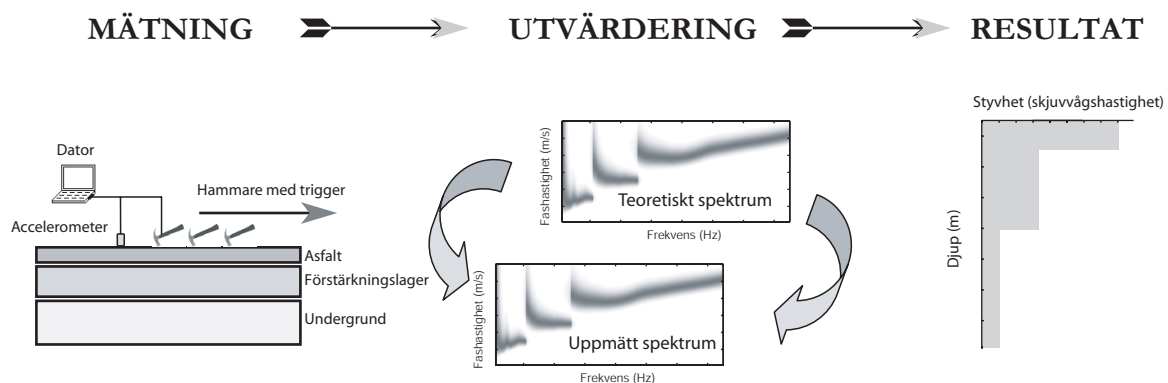 MÄTNING
UTVÄRDERING
RESULTAT
Dator
Hammare med trigger
Accelerometer
Asfalt
Förstärkningslager
Undergrund
Fashastighet (m/s)
Teoretiskt spektrum
Frekvens (Hz)
Fashastighet (m/s)
Uppmätt spektrum
Frekvens (Hz)
Styvhet (skjuvvågshastighet)
Djup (m)